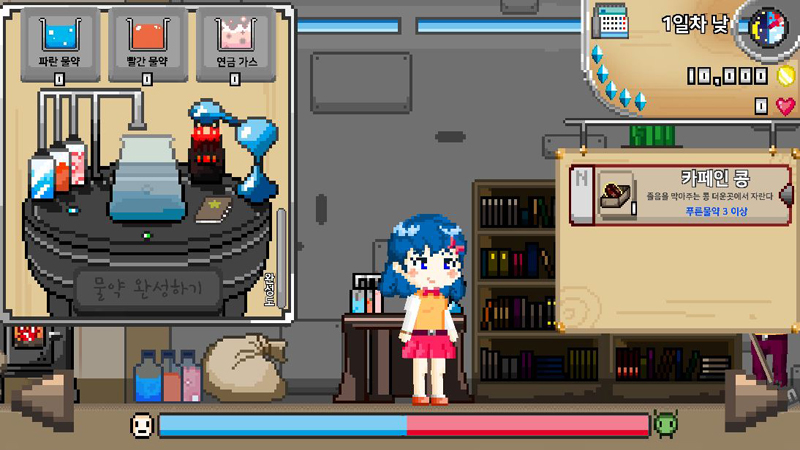 파란 물약
빨간 물약
연금 가스
0
0
0
물약 완성하기
완성도
1일차 낮
10,000
0
N
카페인 콩
졸음을 막아주는 콩 더운곳에서 자란다
푸른물약 3 이상